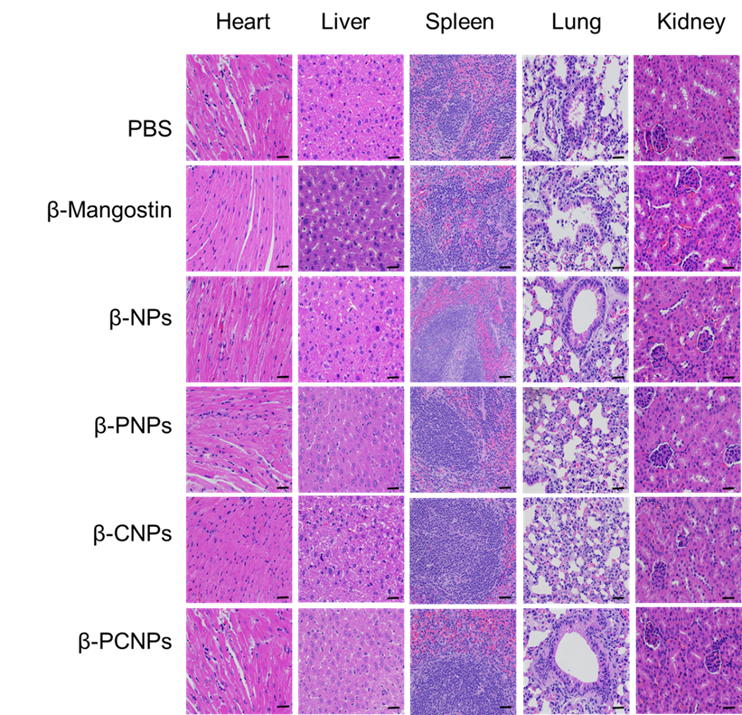 Heart Liver Spleen Lung Kidney
PBS
β-Mangostin
β-NPs
β-PNPs
β-CNPs
β-PCNPs